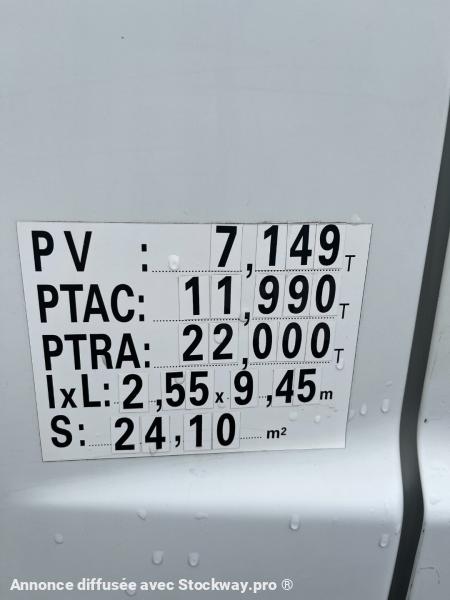 PV : 7,149 T
PTAC: 11,990 T
PTRA: 22,000 T
lxL: 2,55 x 9,45 m
S: 24,10 m²
Annonce diffusée avec Stockway.pro ®